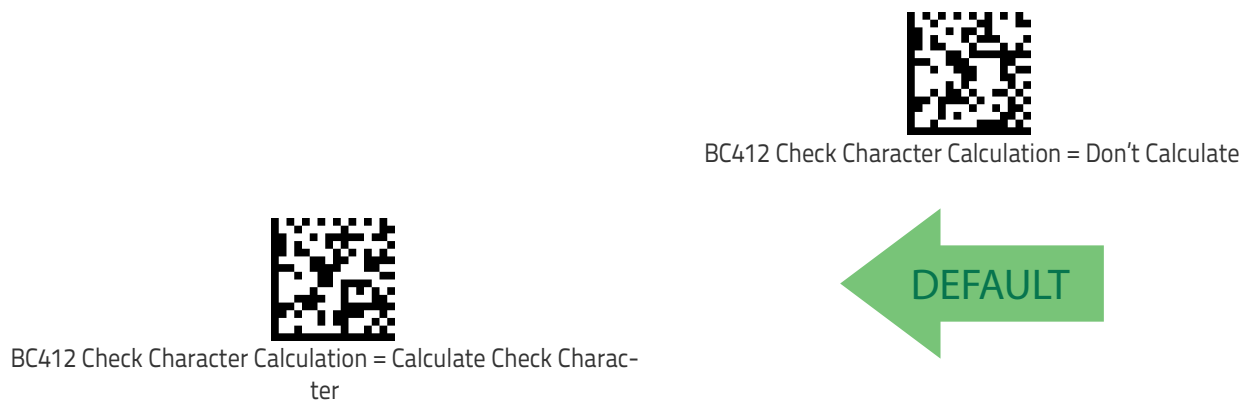 BC412 Check Character Calculation = Don't Calculate
DEFAULT
BC412 Check Character Calculation = Calculate Check Charac-
ter